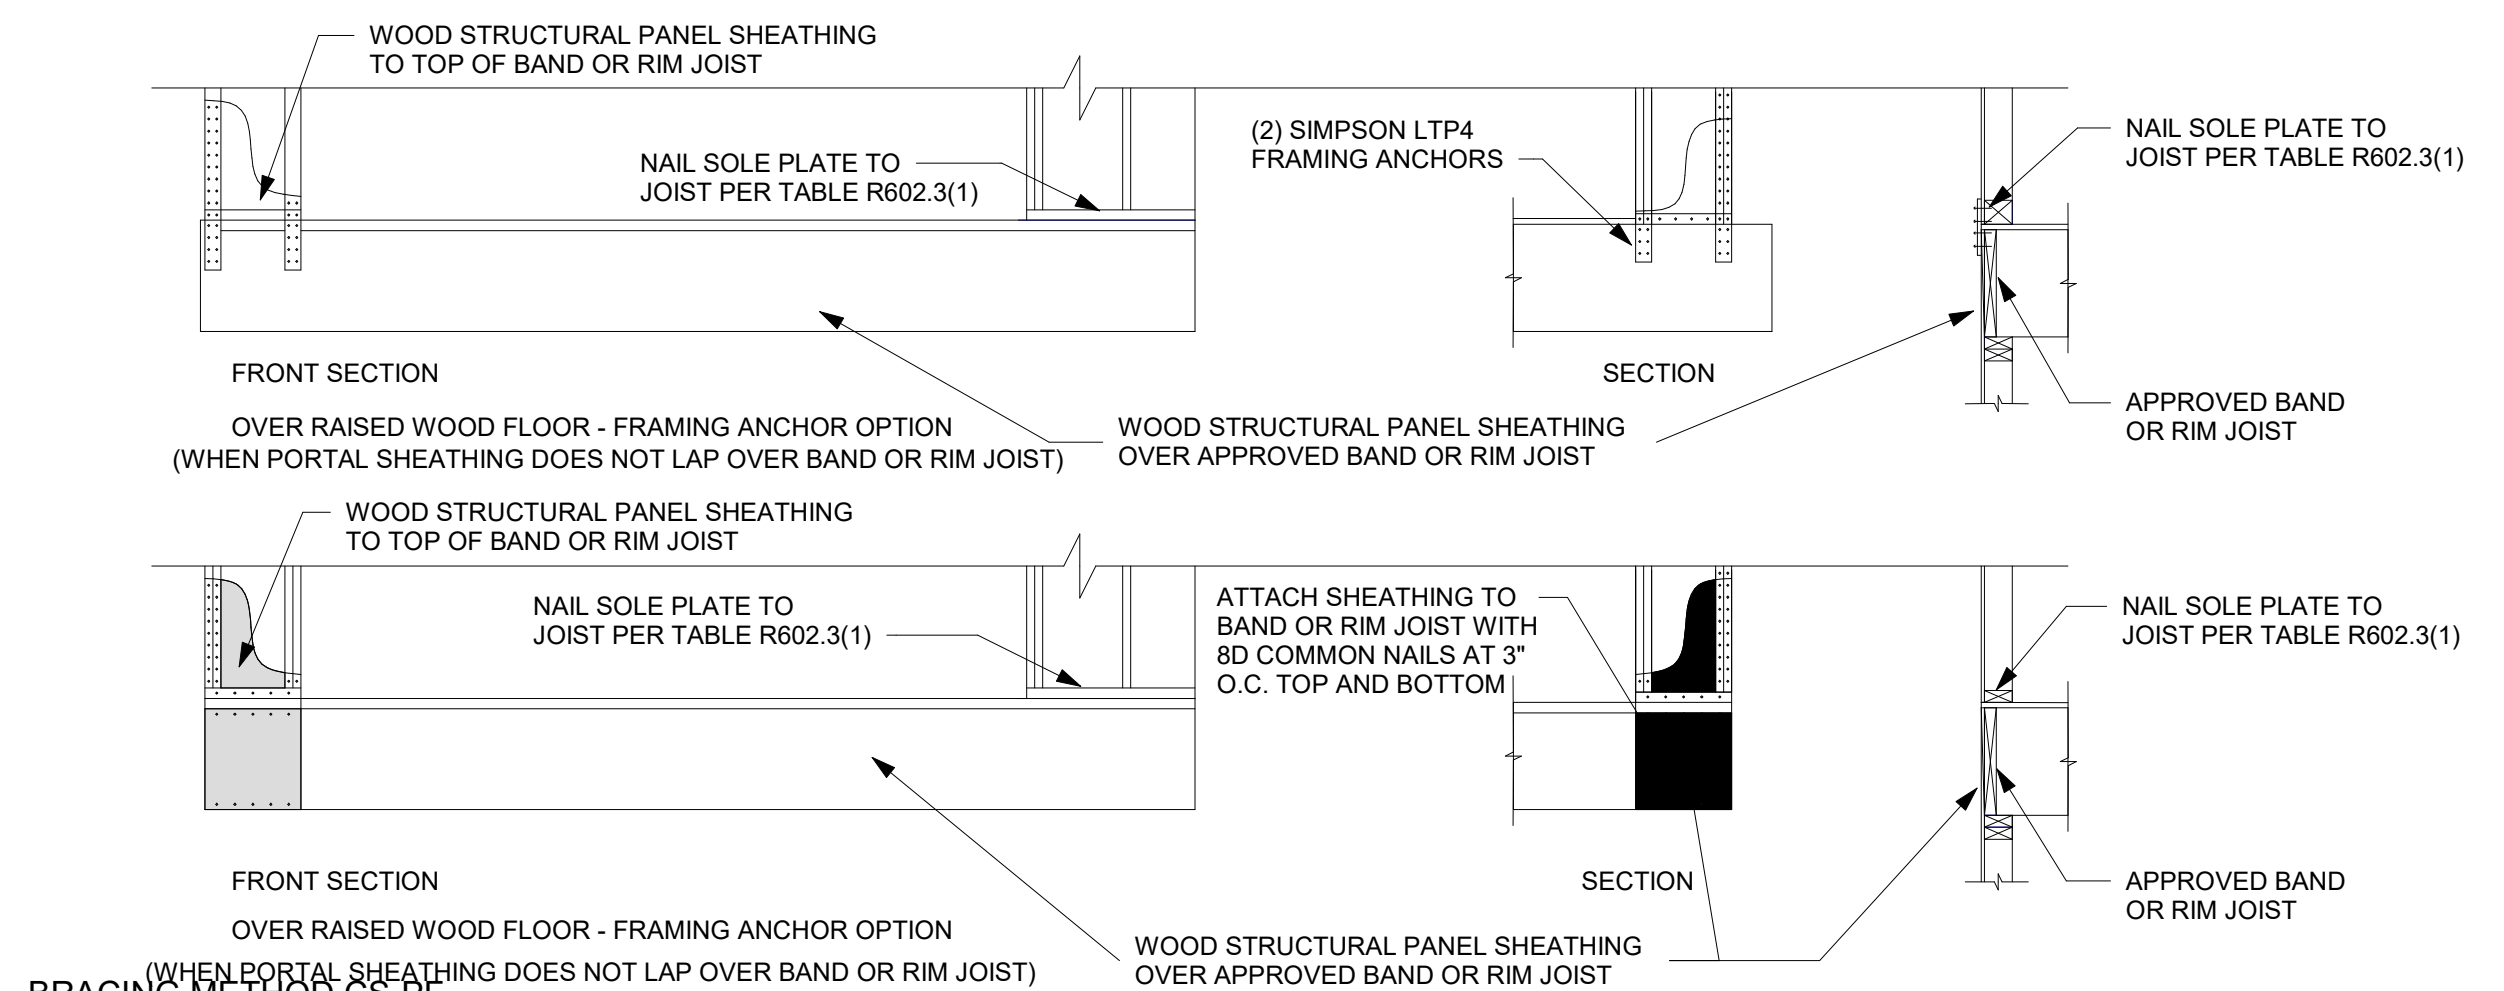 WOOD STRUCTURAL PANEL SHEATHING
TO TOP OF BAND OR RIM JOIST
NAIL SOLE PLATE TO
JOIST PER TABLE R602.3(1)
(2) SIMPSON LTP4
FRAMING ANCHORS
NAIL SOLE PLATE TO
JOIST PER TABLE R602.3(1)
FRONT SECTION
SECTION
OVER RAISED WOOD FLOOR - FRAMING ANCHOR OPTION
(WHEN PORTAL SHEATHING DOES NOT LAP OVER BAND OR RIM JOIST)
WOOD STRUCTURAL PANEL SHEATHING
OVER APPROVED BAND OR RIM JOIST
APPROVED BAND
OR RIM JOIST
WOOD STRUCTURAL PANEL SHEATHING
TO TOP OF BAND OR RIM JOIST
NAIL SOLE PLATE TO
JOIST PER TABLE R602.3(1)
ATTACH SHEATHING TO
BAND OR RIM JOIST WITH
8D COMMON NAILS AT 3"
O.C. TOP AND BOTTOM
NAIL SOLE PLATE TO
JOIST PER TABLE R602.3(1)
FRONT SECTION
SECTION
OVER RAISED WOOD FLOOR - FRAMING ANCHOR OPTION
(WHEN PORTAL SHEATHING DOES NOT LAP OVER BAND OR RIM JOIST)
WOOD STRUCTURAL PANEL SHEATHING
OVER APPROVED BAND OR RIM JOIST
APPROVED BAND
OR RIM JOIST
BRACING METHOD CS-PF